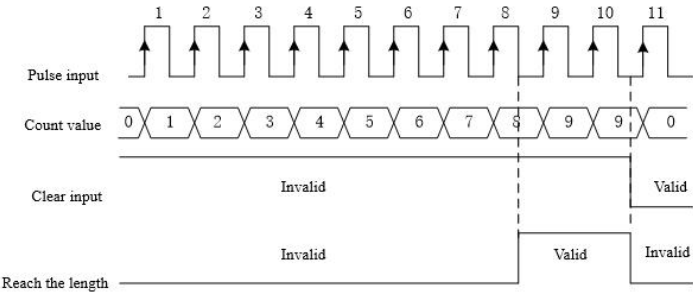 1 2 3 4 5 6 7 8 9 10 11
Pulse input
Count value 0 1 2 3 4 5 6 7 8 9 9 0
Clear input Invalid Valid
Reach the length Invalid Valid Invalid